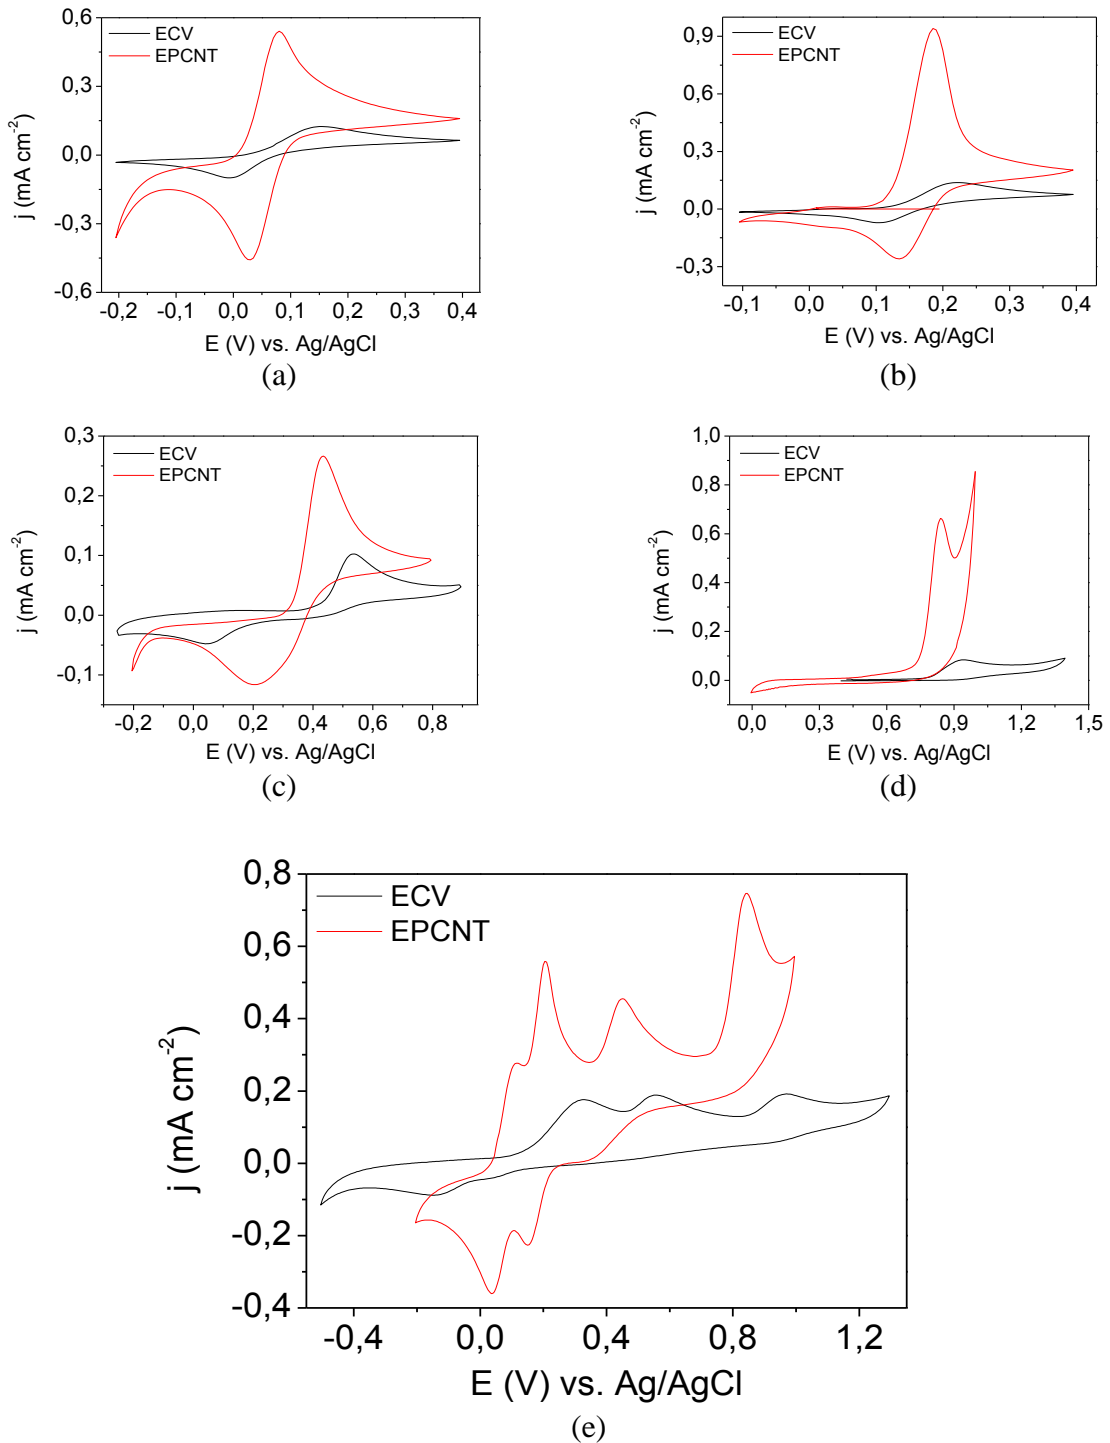 0,6
ECV
EPCNT
0,3
0,0
-0,3
-0,6
j (mA cm-2)
-0,2 -0,1 0,0 0,1 0,2 0,3 0,4
E (V) vs. Ag/AgCl
(a)
0,9
ECV
EPCNT
0,6
0,3
0,0
-0,3
j (mA cm-2)
-0,1 0,0 0,1 0,2 0,3 0,4
E (V) vs. Ag/AgCl
(b)
0,3
ECV
EPCNT
0,2
0,1
0,0
-0,1
j (mA cm-2)
-0,2 0,0 0,2 0,4 0,6 0,8
E (V) vs. Ag/AgCl
(c)
1,0
ECV
EPCNT
0,8
0,6
0,4
0,2
0,0
j (mA cm-2)
0,0 0,3 0,6 0,9 1,2 1,5
E (V) vs. Ag/AgCl
(d)
0,8
ECV
EPCNT
0,6
0,4
0,2
0,0
-0,2
-0,4
j (mA cm-2)
-0,4 0,0 0,4 0,8 1,2
E (V) vs. Ag/AgCl
(e)